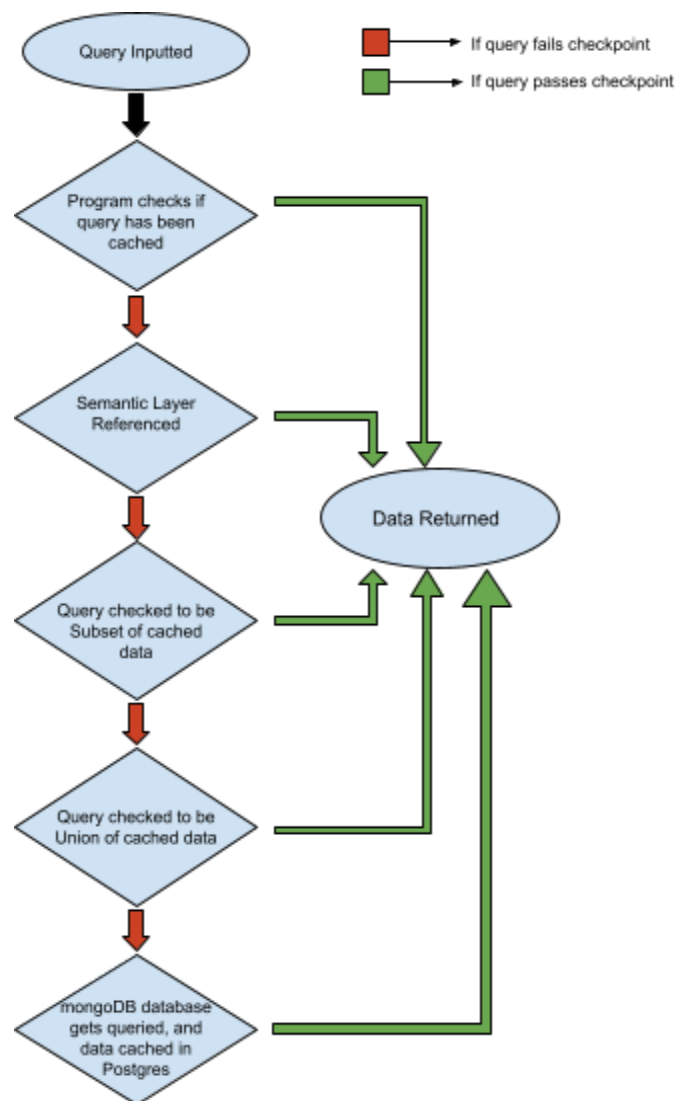 Query Inputted
If query fails checkpoint
If query passes checkpoint
Program checks if
query has been
cached
Semantic Layer
Referenced
Data Returned
Query checked to be
Subset of cached
data
Query checked to be
Union of cached data
mongoDB database
gets queried, and
data cached in
Postgres